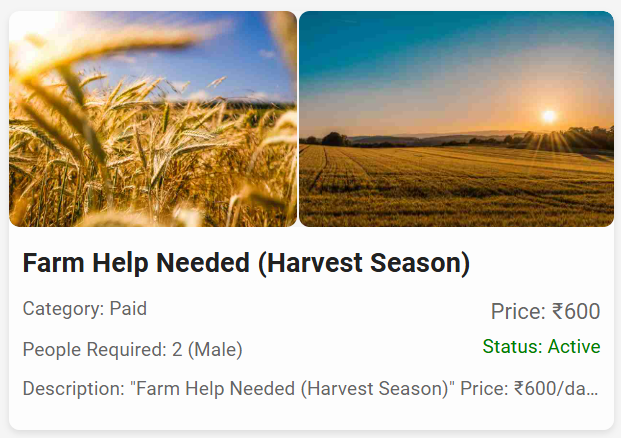 Farm Help Needed (Harvest Season)
Category: Paid
Price: ₹600
People Required: 2 (Male)
Status: Active
Description: "Farm Help Needed (Harvest Season)" Price: ₹600/da...